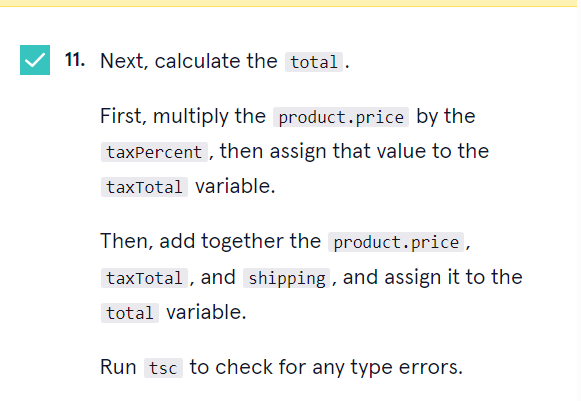 11. Next, calculate the total.
First, multiply the product.price by the
taxPercent, then assign that value to the
taxTotal variable.
Then, add together the product.price,
taxTotal, and shipping, and assign it to the
total variable.
Run tsc to check for any type errors.